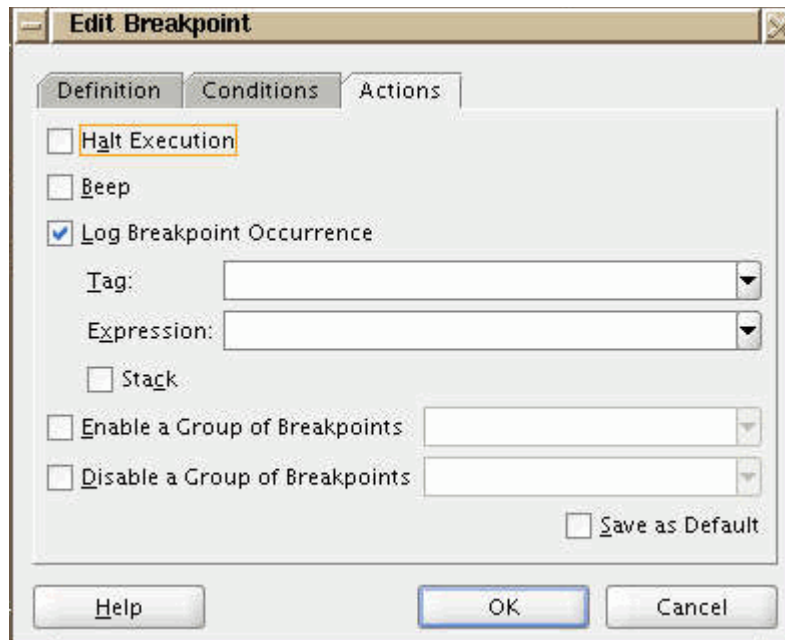 Edit Breakpoint
Definition Conditions Actions
Halt Execution
Beep
Log Breakpoint Occurrence
Tag:
Expression:
Stack
Enable a Group of Breakpoints
Disable a Group of Breakpoints
Save as Default
Help OK Cancel